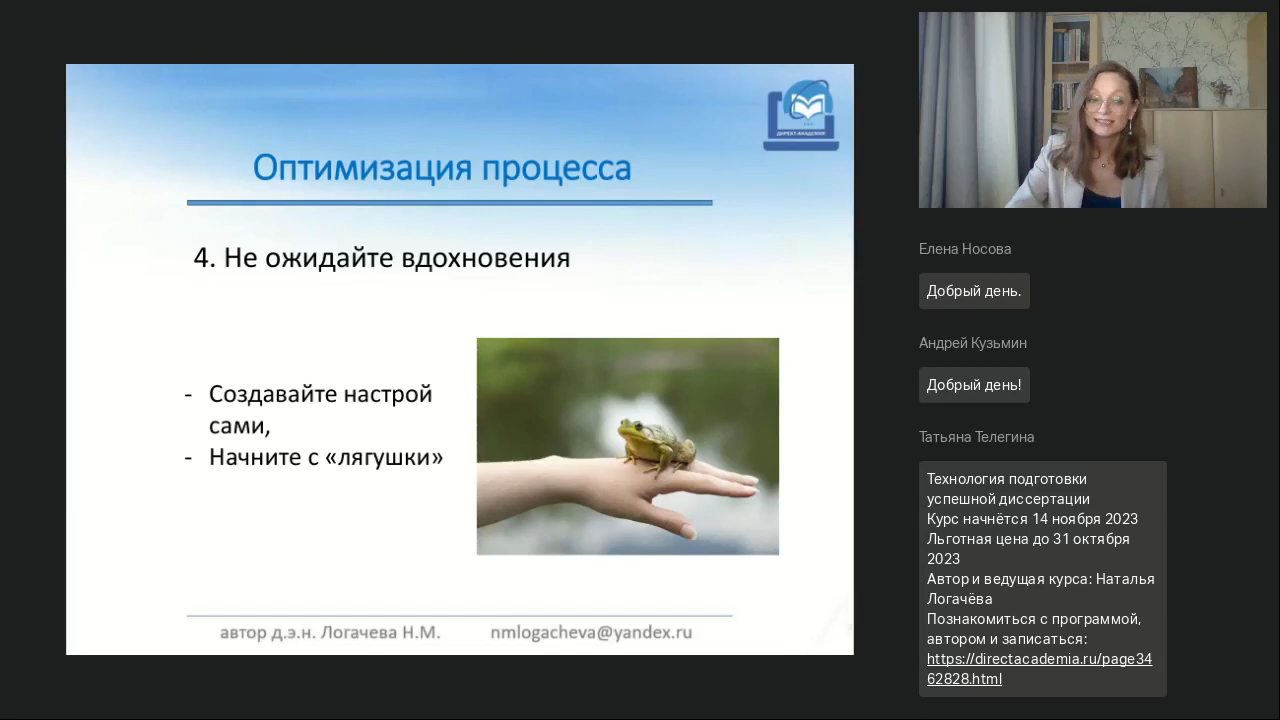 ДИРЕКТ-АКАДЕМИЯ
Оптимизация процесса
4. Не ожидайте вдохновения
- Создавайте настрой
сами,
- Начните с «лягушки»
автор д.э.н. Логачева Н.М. nmlogacheva@yandex.ru
Елена Носова
Добрый день.
Андрей Кузьмин
Добрый день!
Татьяна Телегина
Технология подготовки
успешной диссертации
Курс начнётся 14 ноября 2023
Льготная цена до 31 октября
2023
Автор и ведущая курса: Наталья
Логачёва
Познакомиться с программой,
автором и записаться:
https://directacademia.ru/page34
62828.html